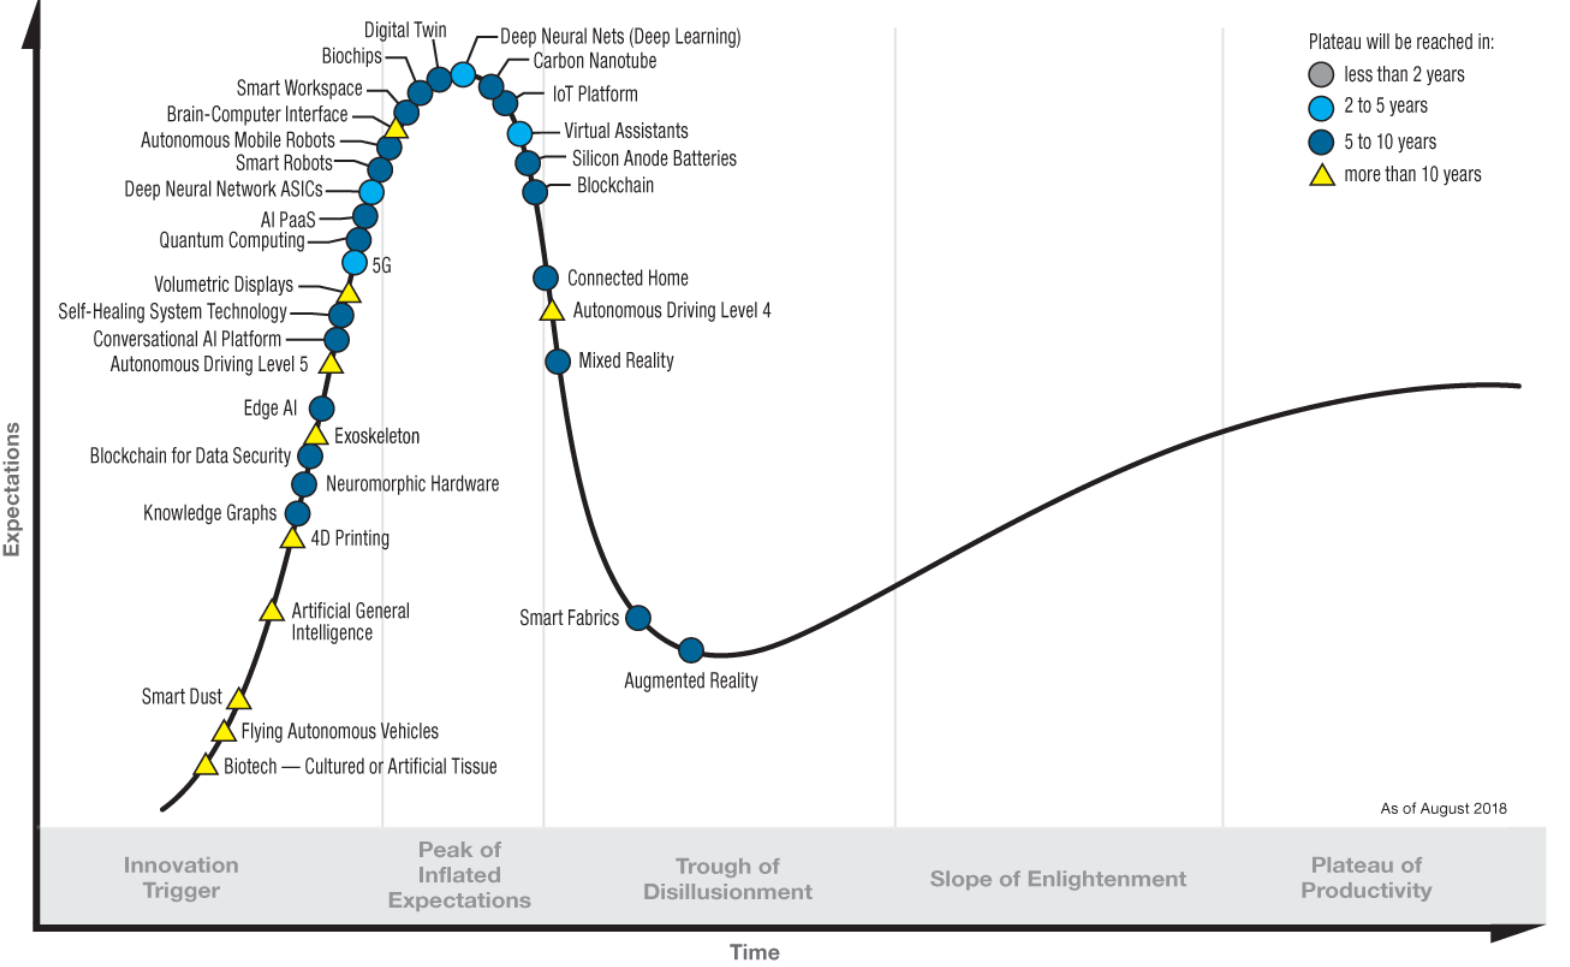 Digital Twin
Deep Neural Nets (Deep Learning)
Biochips
Carbon Nanotube
Smart Workspace
IoT Platform
Brain-Computer Interface
Virtual Assistants
Autonomous Mobile Robots
Silicon Anode Batteries
Smart Robots
Blockchain
Deep Neural Network ASICs
AI PaaS
Quantum Computing
5G
Connected Home
Volumetric Displays
Autonomous Driving Level 4
Self-Healing System Technology
Conversational AI Platform
Mixed Reality
Autonomous Driving Level 5
Edge AI
Exoskeleton
Blockchain for Data Security
Neuromorphic Hardware
Knowledge Graphs
4D Printing
Artificial General
Intelligence
Smart Fabrics
Augmented Reality
Smart Dust
Flying Autonomous Vehicles
Biotech — Cultured or Artificial Tissue
Plateau will be reached in:
less than 2 years
2 to 5 years
5 to 10 years
more than 10 years
As of August 2018
Expectations
Innovation
Trigger
Peak of
Inflated
Expectations
Trough of
Disillusionment
Slope of Enlightenment
Plateau of
Productivity
Time